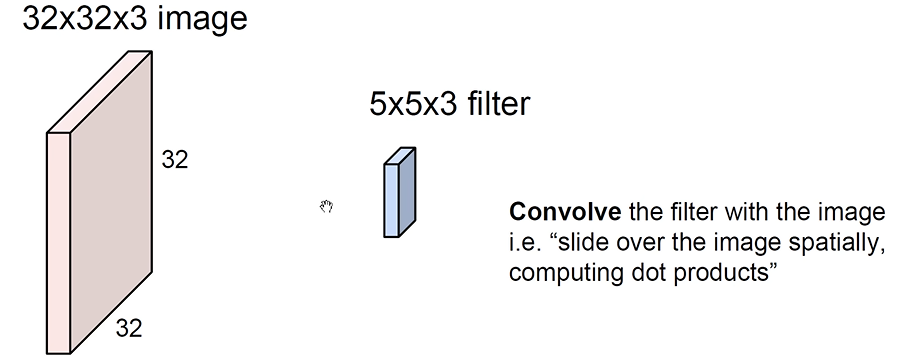 32x32x3 image
5x5x3 filter
32
32
Convolve the filter with the image
i.e. “slide over the image spatially,
computing dot products”